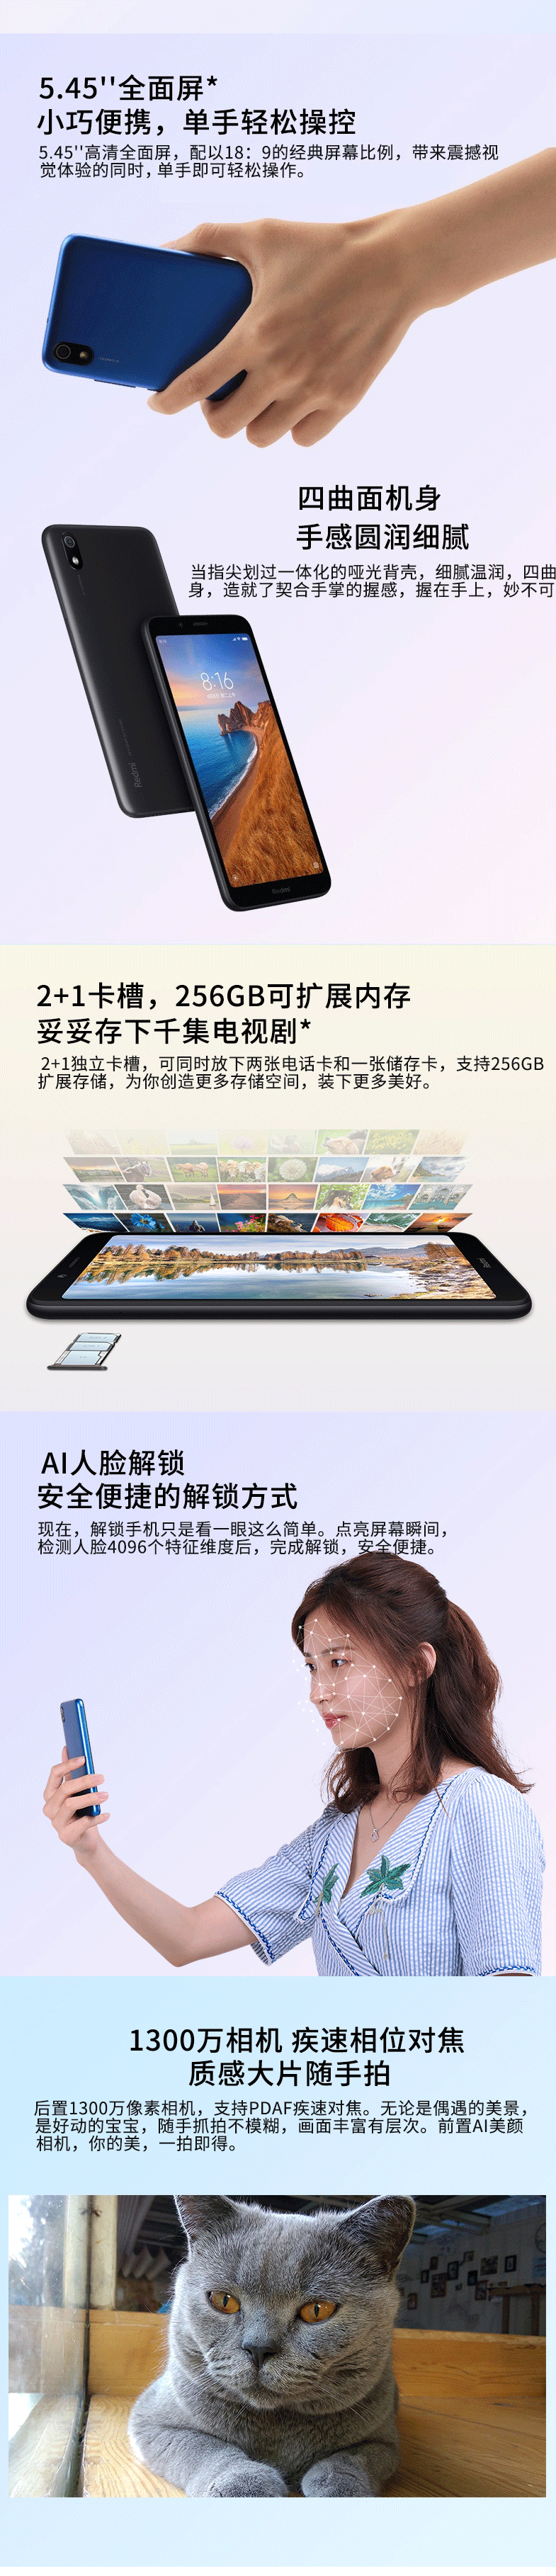 5.45''全面屏*
小巧便携，单手轻松操控
5.45''高清全面屏，配以18：9的经典屏幕比例，带来震撼视
觉体验的同时，单手即可轻松操作。
四曲面机身
手感圆润细腻
当指尖划过一体化的哑光背壳，细腻温润，四曲
身，造就了契合手掌的握感，握在手上，妙不可
8:16
Redmi
Redmi
2+1卡槽，256GB可扩展内存
妥妥存下千集电视剧*
2+1独立卡槽，可同时放下两张电话卡和一张储存卡，支持256GB
扩展存储，为你创造更多存储空间，装下更多美好。
AI人脸解锁
安全便捷的解锁方式
现在，解锁手机只是看一眼这么简单。点亮屏幕瞬间，
检测人脸4096个特征维度后，完成解锁，安全便捷。
1300万相机 疾速相位对焦
质感大片随手拍
后置1300万像素相机，支持PDAF疾速对焦。无论是偶遇的美景，
是好动的宝宝，随手抓拍不模糊，画面丰富有层次。前置AI美颜
相机，你的美，一拍即得。